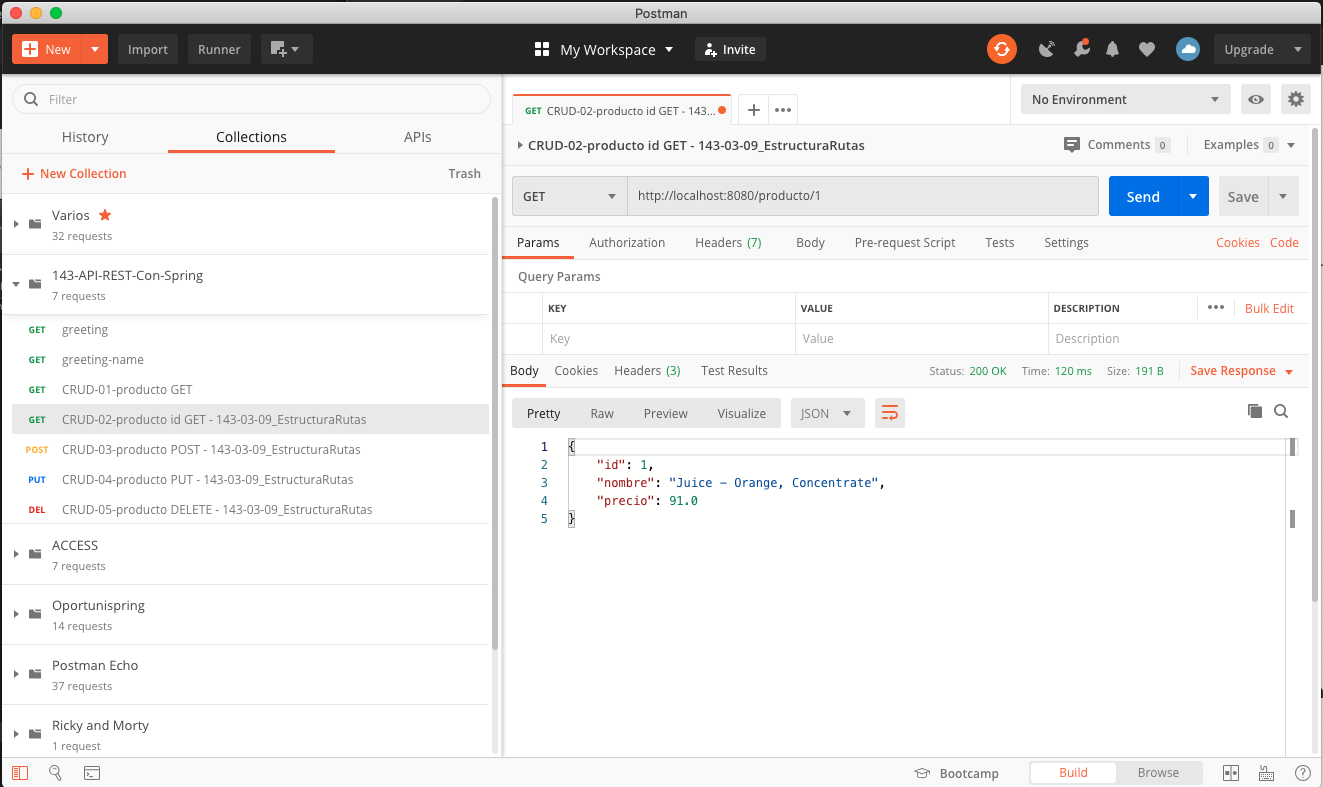 Postman
New
Import
Runner
My Workspace
Invite
Upgrade
Filter
History
Collections
APIs
New Collection
Trash
Varios
32 requests
143-API-REST-Con-Spring
7 requests
GET greeting
GET greeting-name
GET CRUD-01-producto GET
GET CRUD-02-producto id GET - 143-03-09_EstructuraRutas
POST CRUD-03-producto POST - 143-03-09_EstructuraRutas
PUT CRUD-04-producto PUT - 143-03-09_EstructuraRutas
DEL CRUD-05-producto DELETE - 143-03-09_EstructuraRutas
ACCESS
7 requests
Oportunispring
14 requests
Postman Echo
37 requests
Ricky and Morty
1 request
GET CRUD-02-producto id GET - 143...
No Environment
CRUD-02-producto id GET - 143-03-09_EstructuraRutas
Comments 0
Examples 0
GET
http://localhost:8080/producto/1
Send
Save
Params Authorization Headers (7) Body Pre-request Script Tests Settings Cookies Code
Query Params
KEY VALUE DESCRIPTION Bulk Edit
Key Value Description
Body Cookies Headers (3) Test Results Status: 200 OK Time: 120 ms Size: 191 B Save Response
Pretty Raw Preview Visualize JSON
1 {
2 "id": 1,
3 "nombre": "Juice - Orange, Concentrate",
4 "precio": 91.0
5 }
Bootcamp
Build
Browse